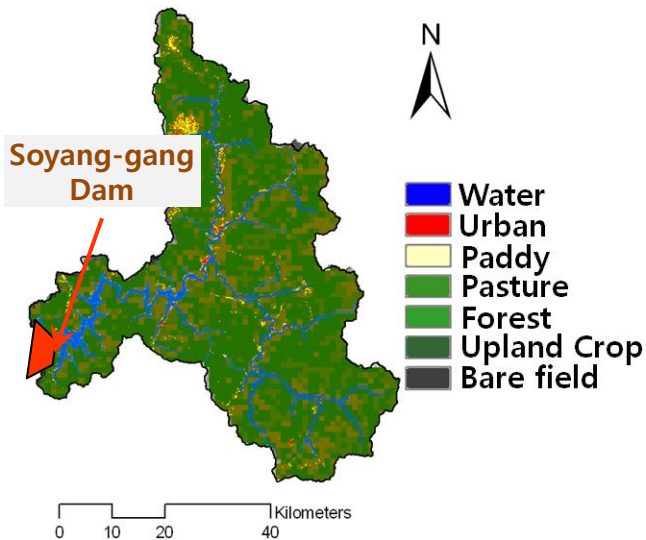 N
Soyang-gang
Dam
Water
Urban
Paddy
Pasture
Forest
Upland Crop
Bare field
Kilometers
0 10 20 40